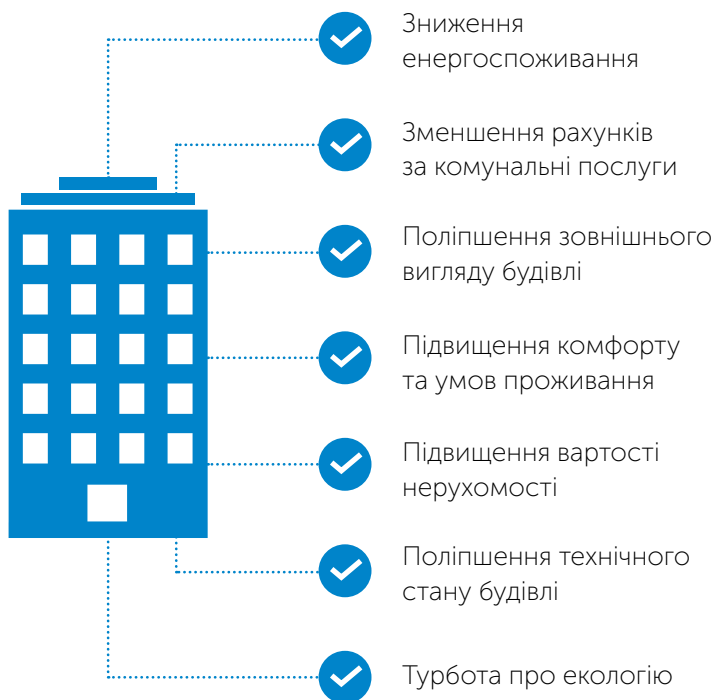 Зниження
енергоспоживання
Зменшення рахунків
за комунальні послуги
Поліпшення зовнішнього
вигляду будівлі
Підвищення комфорту
та умов проживання
Підвищення вартості
нерухомості
Поліпшення технічного
стану будівлі
Турбота про екологію